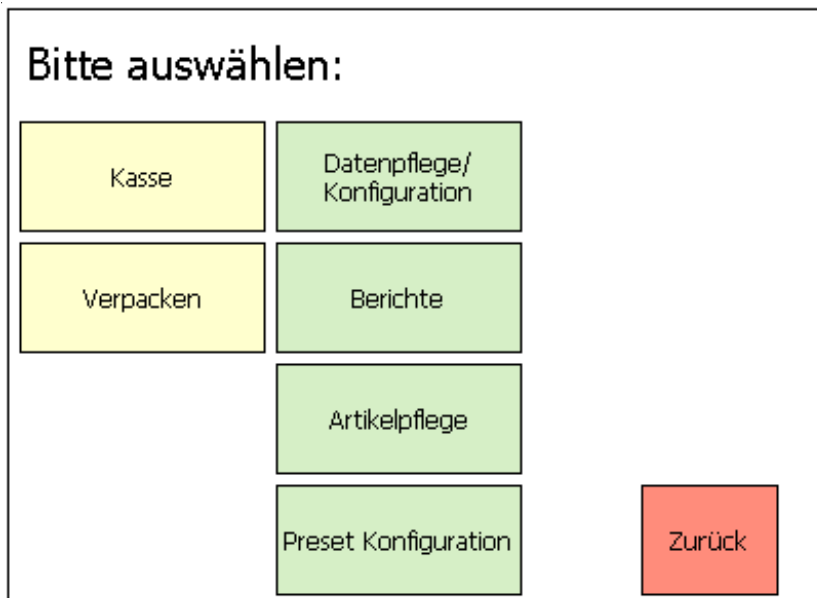 Bitte auswählen:
Kasse
Datenpflege/
Konfiguration
Verpacken
Berichte
Artikelpflege
Preset Konfiguration
Zurück